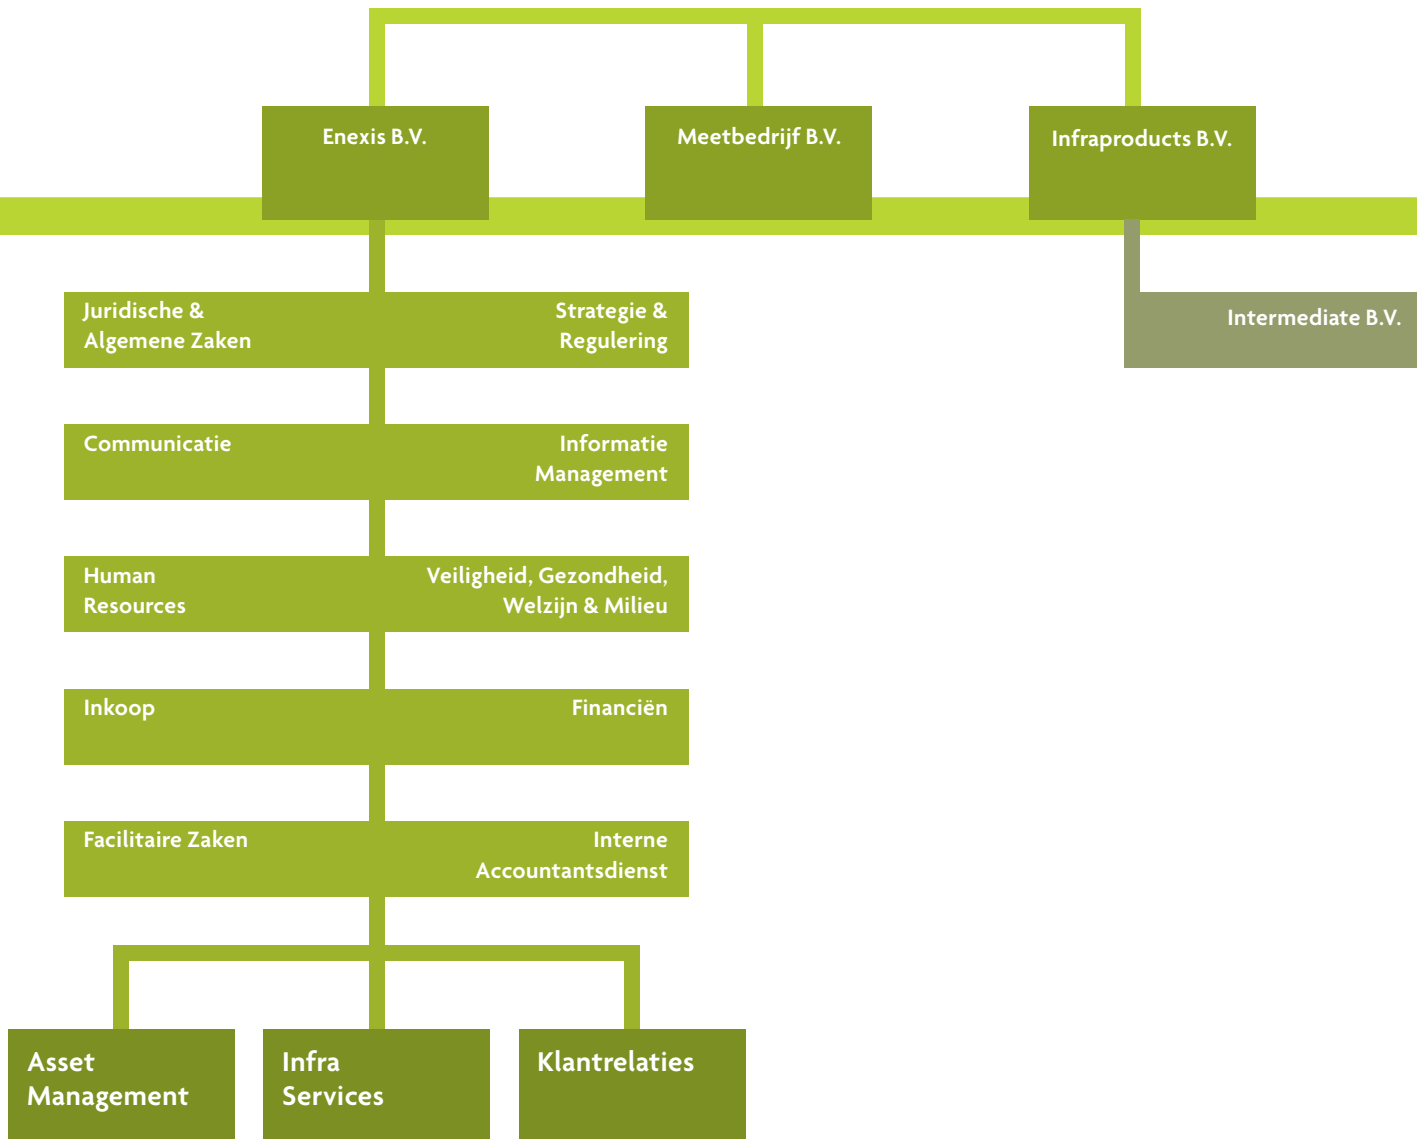 Enexis B.V.
Meetbedrijf B.V.
Infraproducts B.V.
Intermediate B.V.
Juridische &
Algemene Zaken
Strategie &
Regulering
Communicatie
Informatie
Management
Human
Resources
Veiligheid, Gezondheid,
Welzijn & Milieu
Inkoop
Financiën
Facilitaire Zaken
Interne
Accountantsdienst
Asset
Management
Infra
Services
Klantrelaties